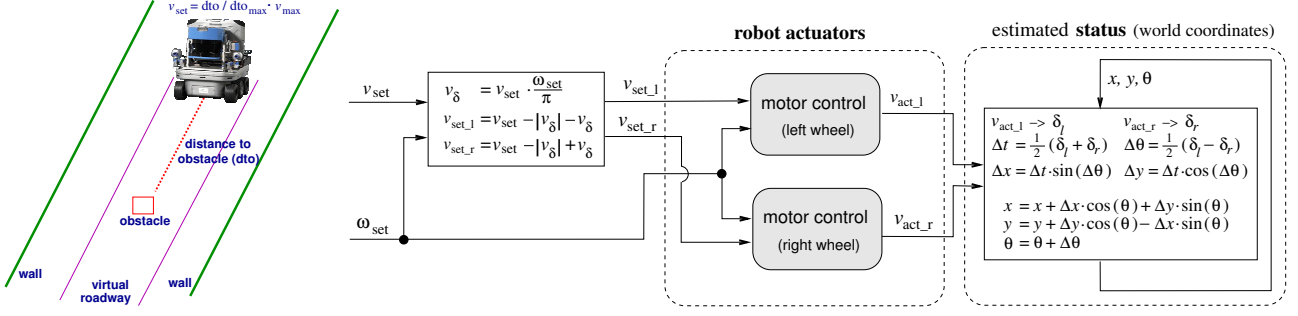 v_set = dto / dto_max · v_max
distance to
obstacle (dto)
obstacle
wall
virtual
roadway
wall
v_set
ω_set
v_δ = v_set · ω_set / π
v_set_l = v_set − |v_δ| − v_δ
v_set_r = v_set − |v_δ| + v_δ
v_set_l
v_set_r
robot actuators
motor control
(left wheel)
motor control
(right wheel)
v_act_l
v_act_r
estimated status (world coordinates)
x, y, θ
v_act_l -> δ_l v_act_r -> δ_r
Δt = 1/2 (δ_l + δ_r) Δθ = 1/2 (δ_l − δ_r)
Δx = Δt·sin(Δθ) Δy = Δt·cos(Δθ)
x = x + Δx·cos(θ) + Δy·sin(θ)
y = y + Δy·cos(θ) − Δx·sin(θ)
θ = θ + Δθ